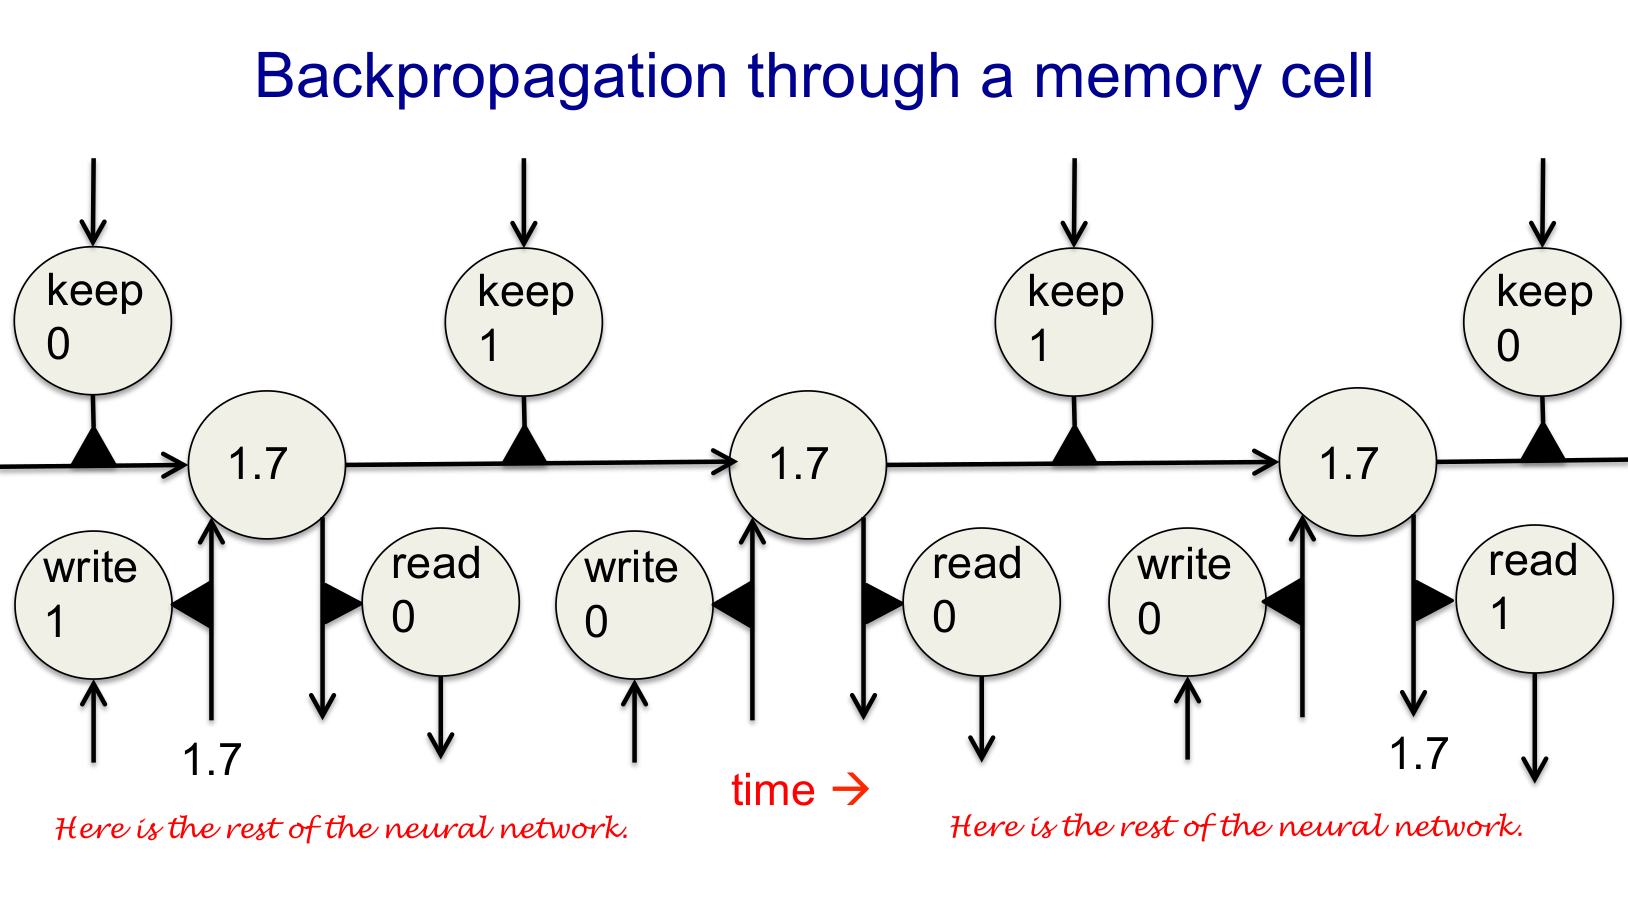 Backpropagation through a memory cell
keep
0
keep
1
keep
1
keep
0
1.7
1.7
1.7
write
1
read
0
write
0
read
0
write
0
read
1
1.7
time →
1.7
Here is the rest of the neural network.
Here is the rest of the neural network.